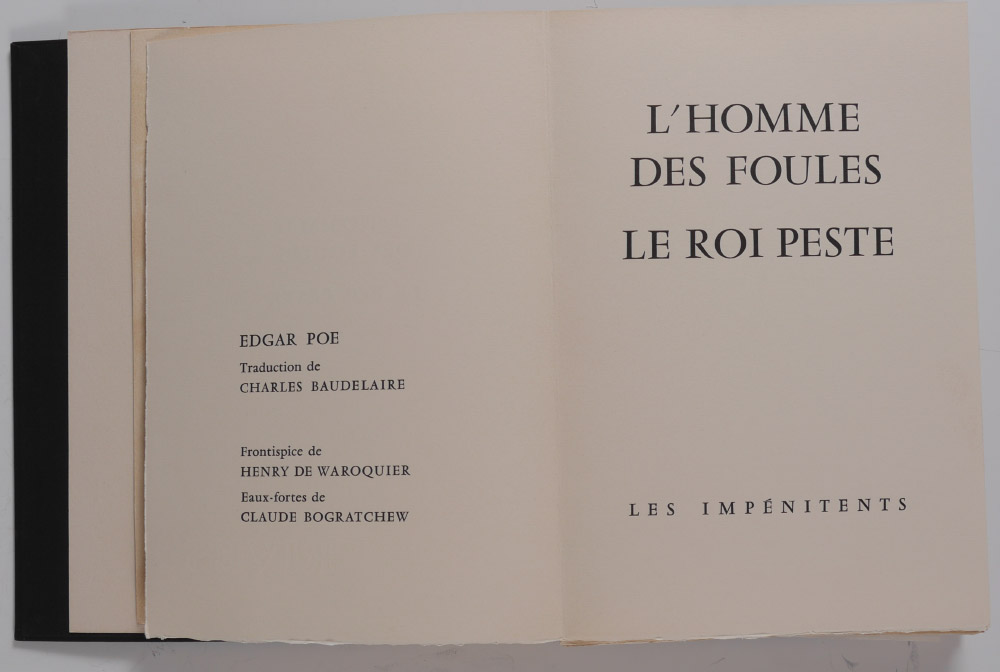 EDGAR POE
Traduction de
CHARLES BAUDELAIRE
Frontispice de
HENRY DE WAROQUIER
Eaux-fortes de
CLAUDE BOGRATCHEW
L'HOMME
DES FOULES
LE ROI PESTE
LES IMPÉNITENTS